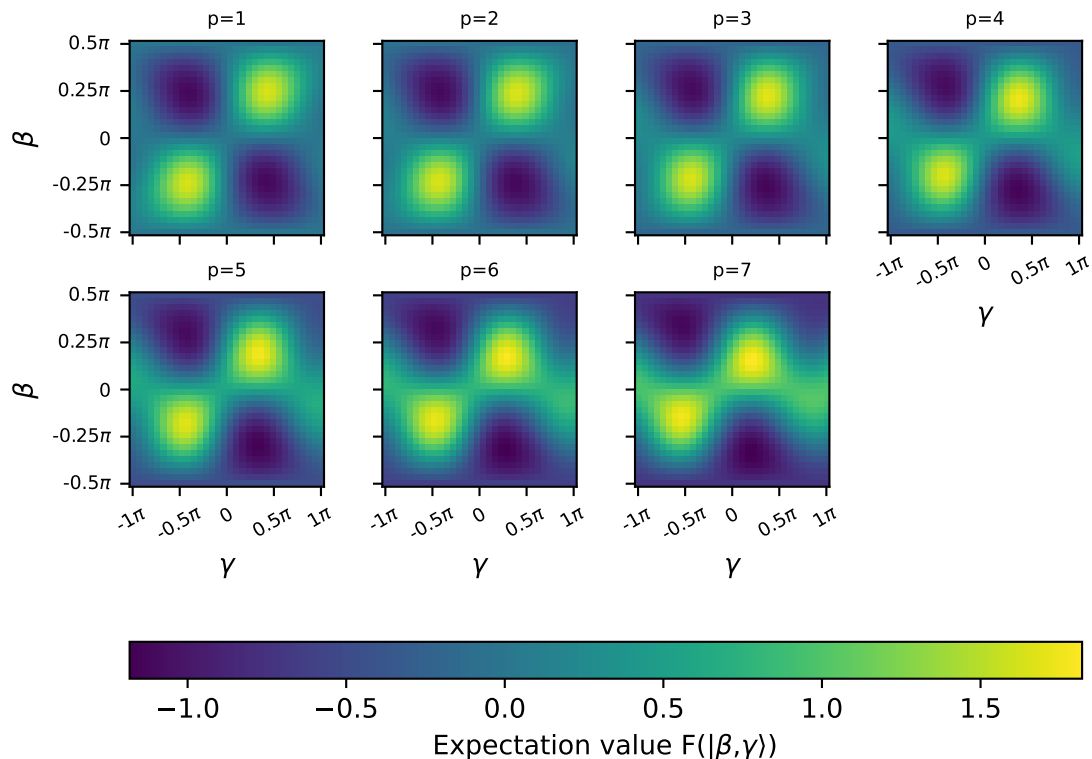 p=1 p=2 p=3 p=4
0.5π
0.25π
β
0
-0.25π
-0.5π
-1π -0.5π 0 0.5π 1π
γ
p=5 p=6 p=7
0.5π
0.25π
β
0
-0.25π
-0.5π
-1π -0.5π 0 0.5π 1π -1π -0.5π 0 0.5π 1π -1π -0.5π 0 0.5π 1π
γ γ γ
−1.0 −0.5 0.0 0.5 1.0 1.5
Expectation value F(|β,γ⟩)